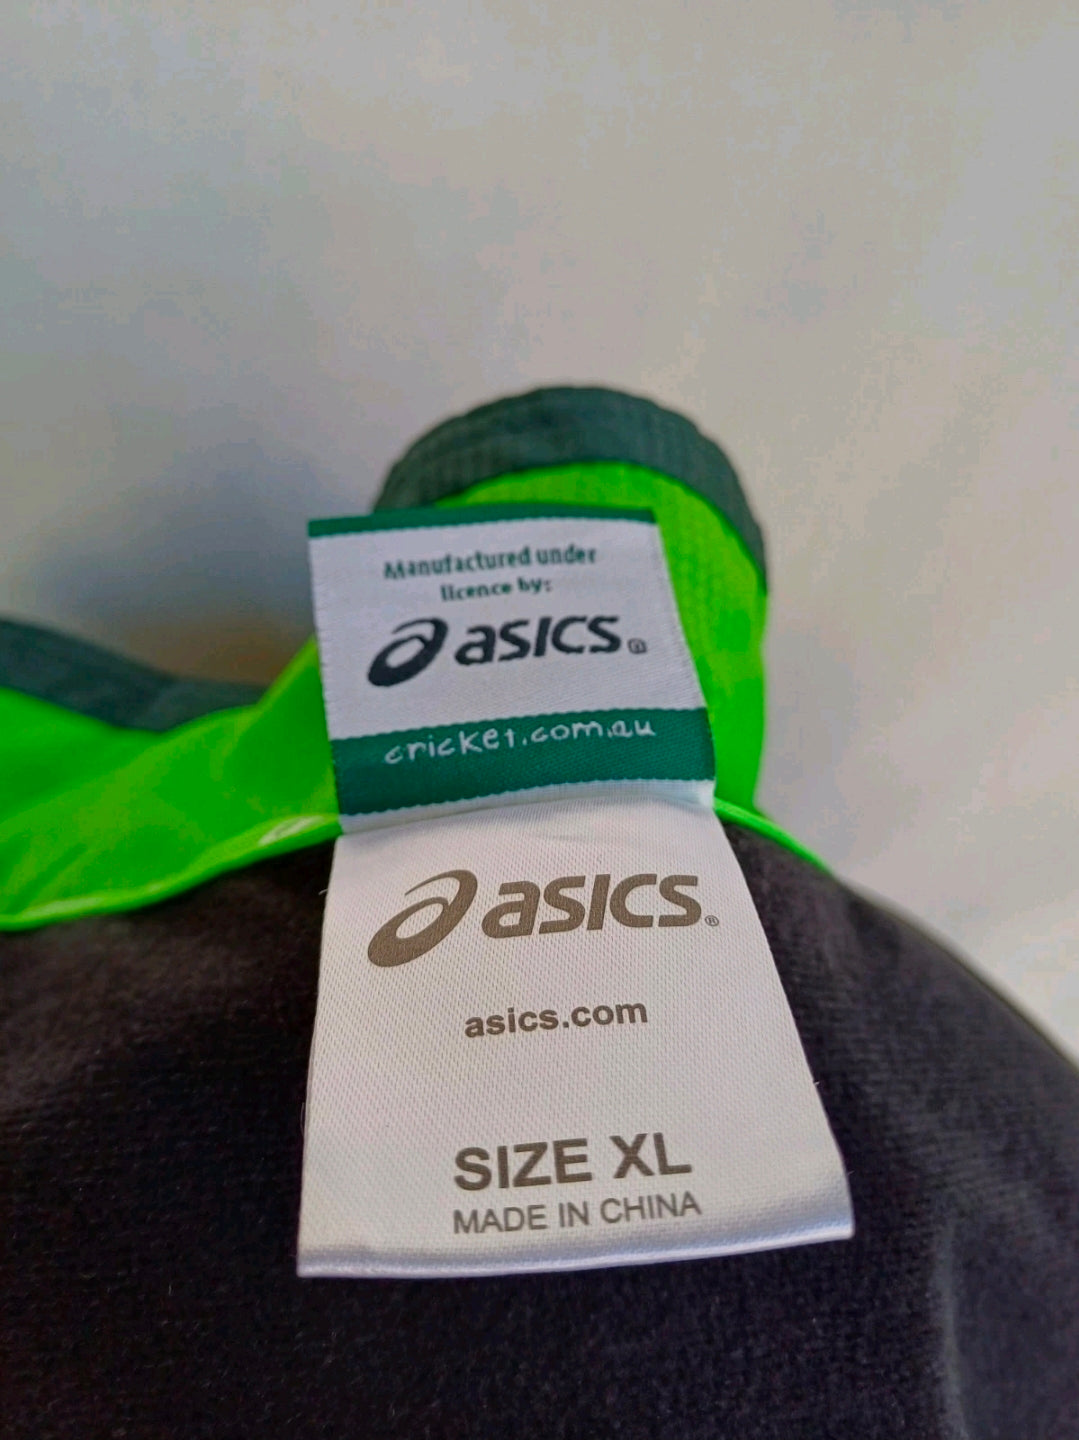 Manufactured under
licence by:
asics®
cricket.com.au
asics®
asics.com
SIZE XL
MADE IN CHINA